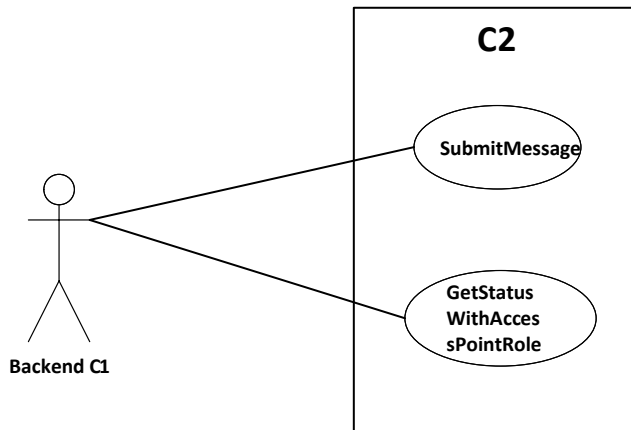 C2
SubmitMessage
GetStatus
WithAcces
sPointRole
Backend C1